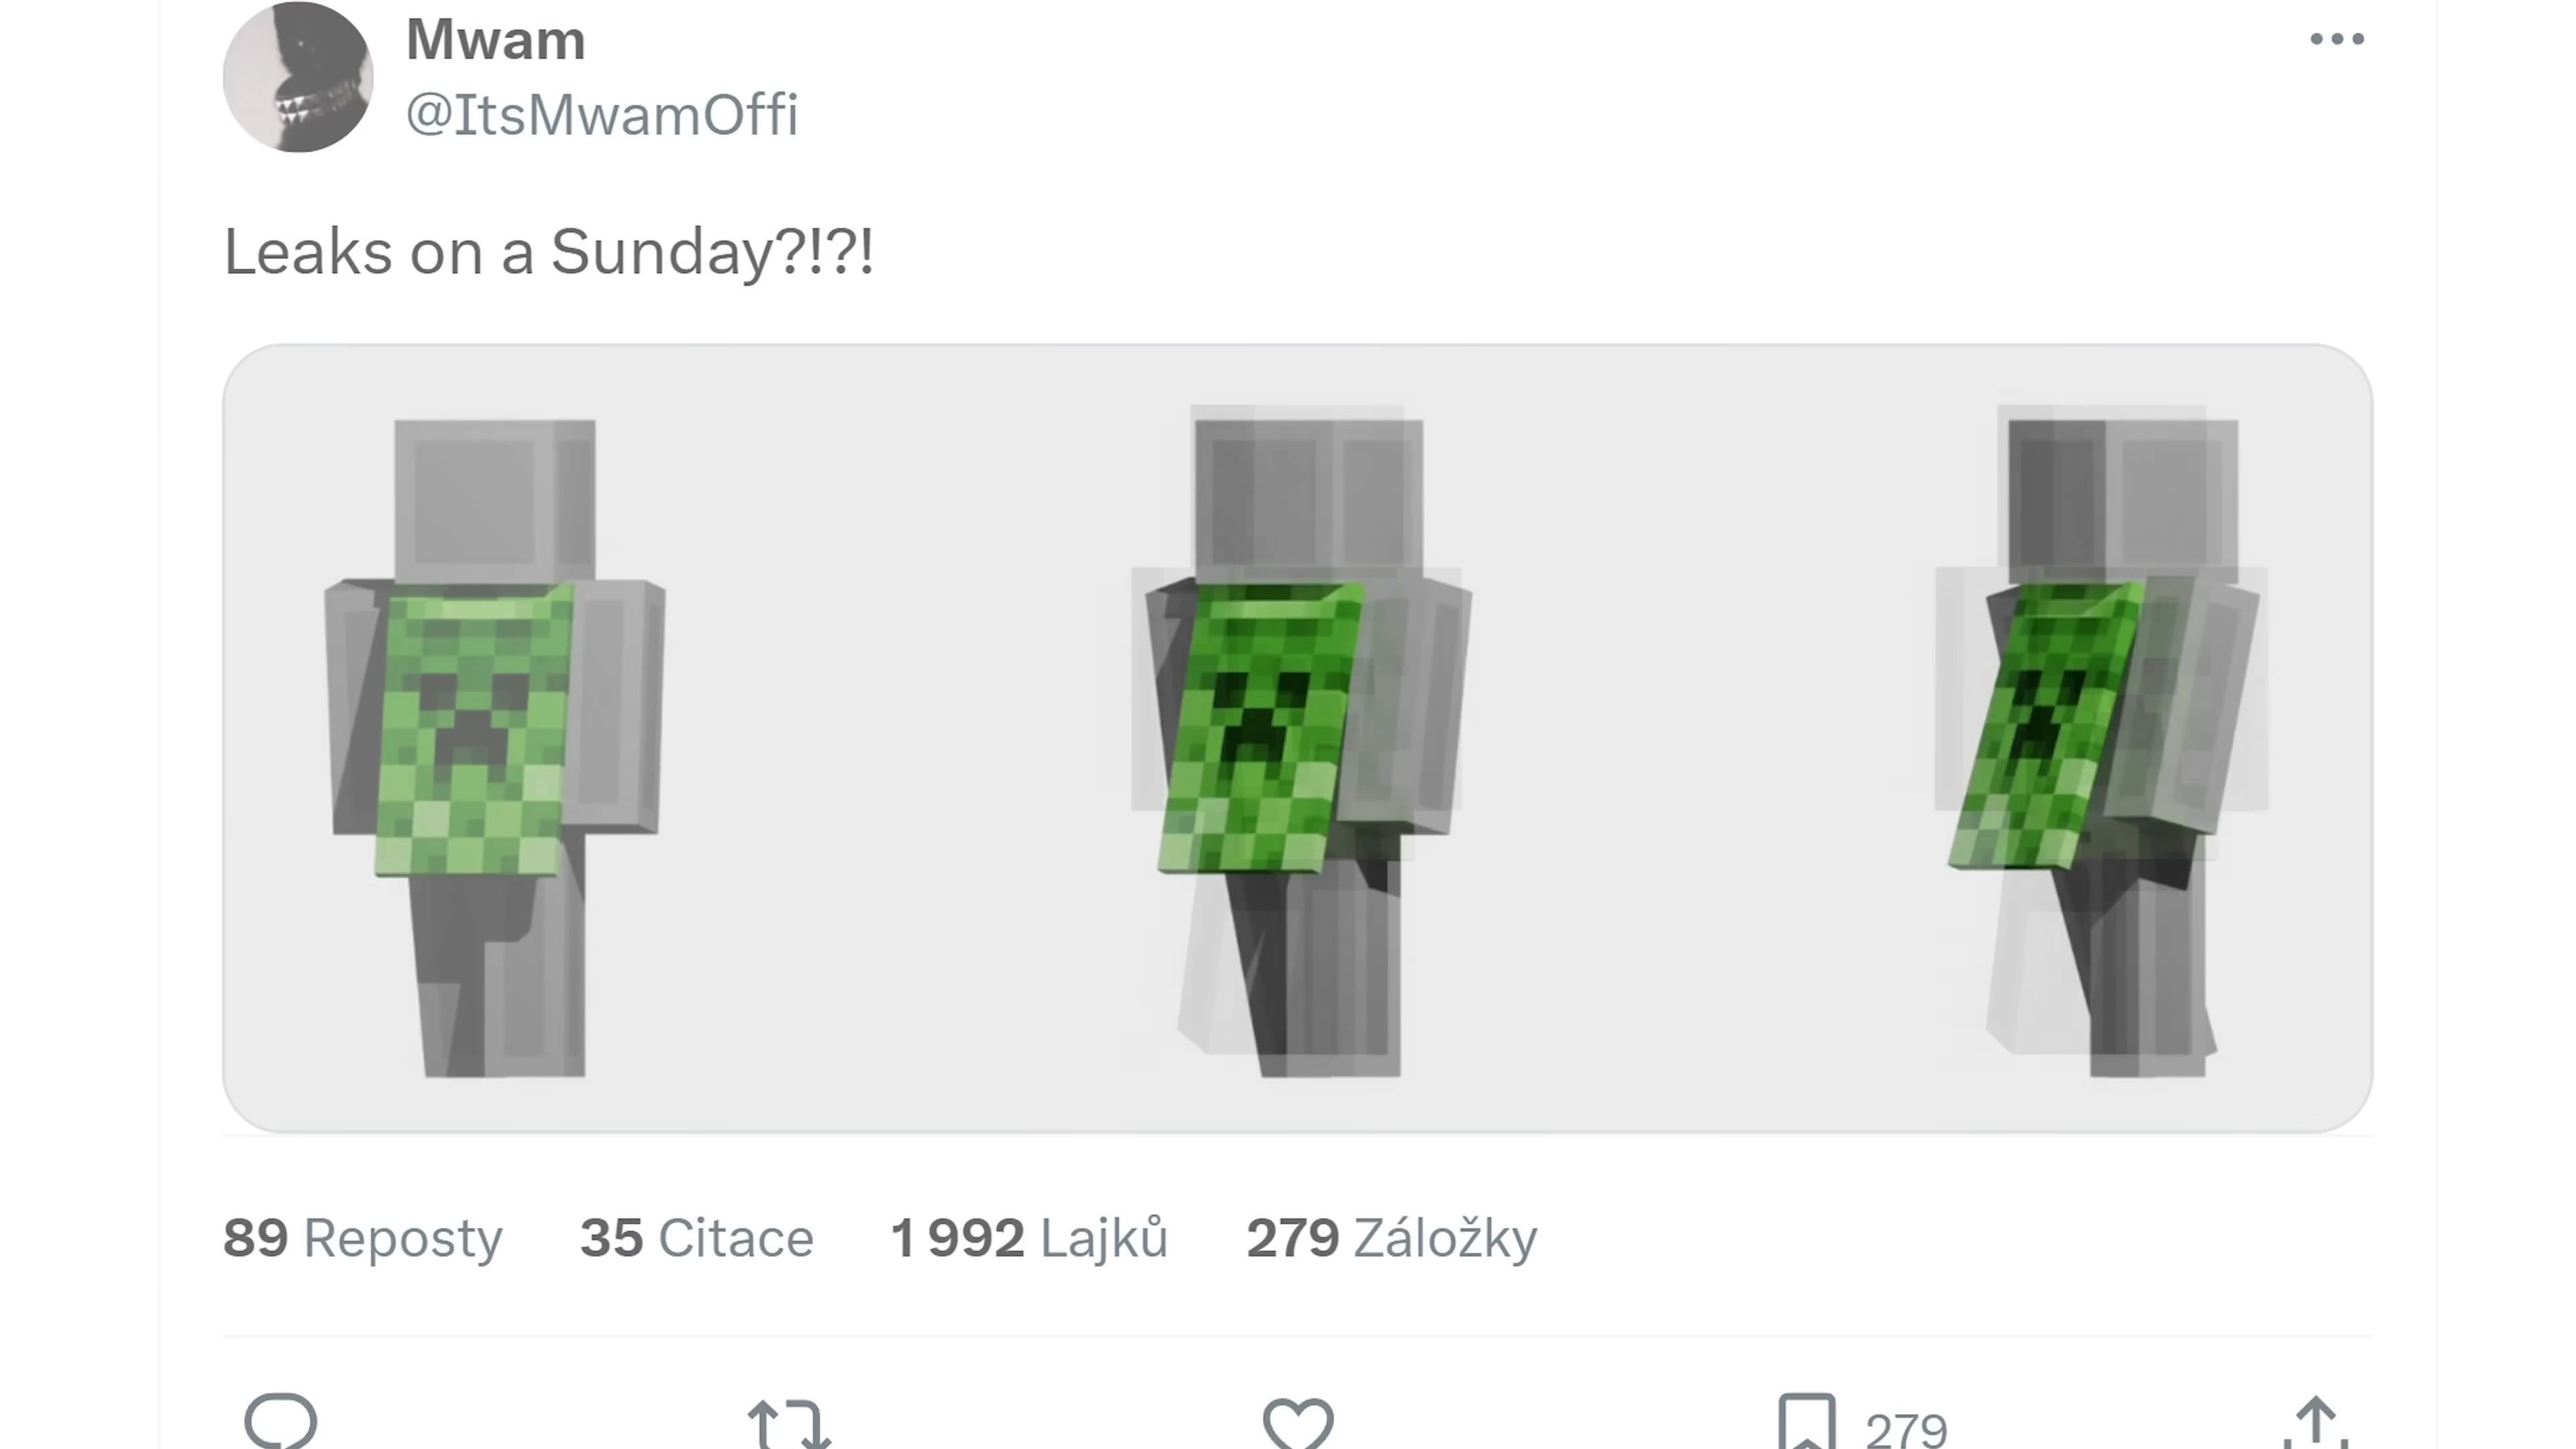 Mwam
@ItsMwamOffi
Leaks on a Sunday?!?!
89 Reposty 35 Citace 1 992 Lajků 279 Záložky
279